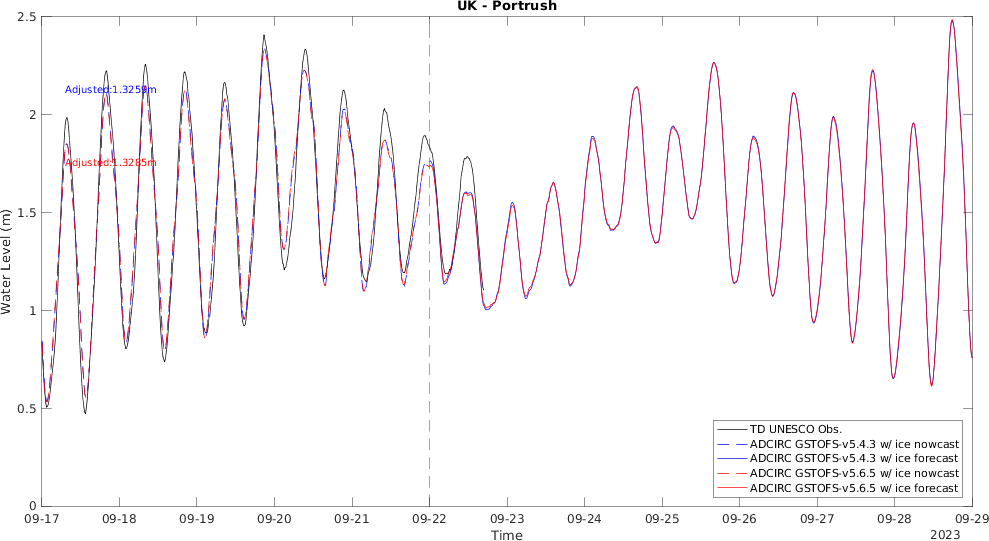 UK - Portrush
2.5
2
1.5
1
0.5
0
Water Level (m)
Adjusted:1.3259m
Adjusted:1.3285m
TD UNESCO Obs.
ADCIRC GSTOFS-v5.4.3 w/ ice nowcast
ADCIRC GSTOFS-v5.4.3 w/ ice forecast
ADCIRC GSTOFS-v5.6.5 w/ ice nowcast
ADCIRC GSTOFS-v5.6.5 w/ ice forecast
09-17 09-18 09-19 09-20 09-21 09-22 09-23 09-24 09-25 09-26 09-27 09-28 09-29
Time
2023